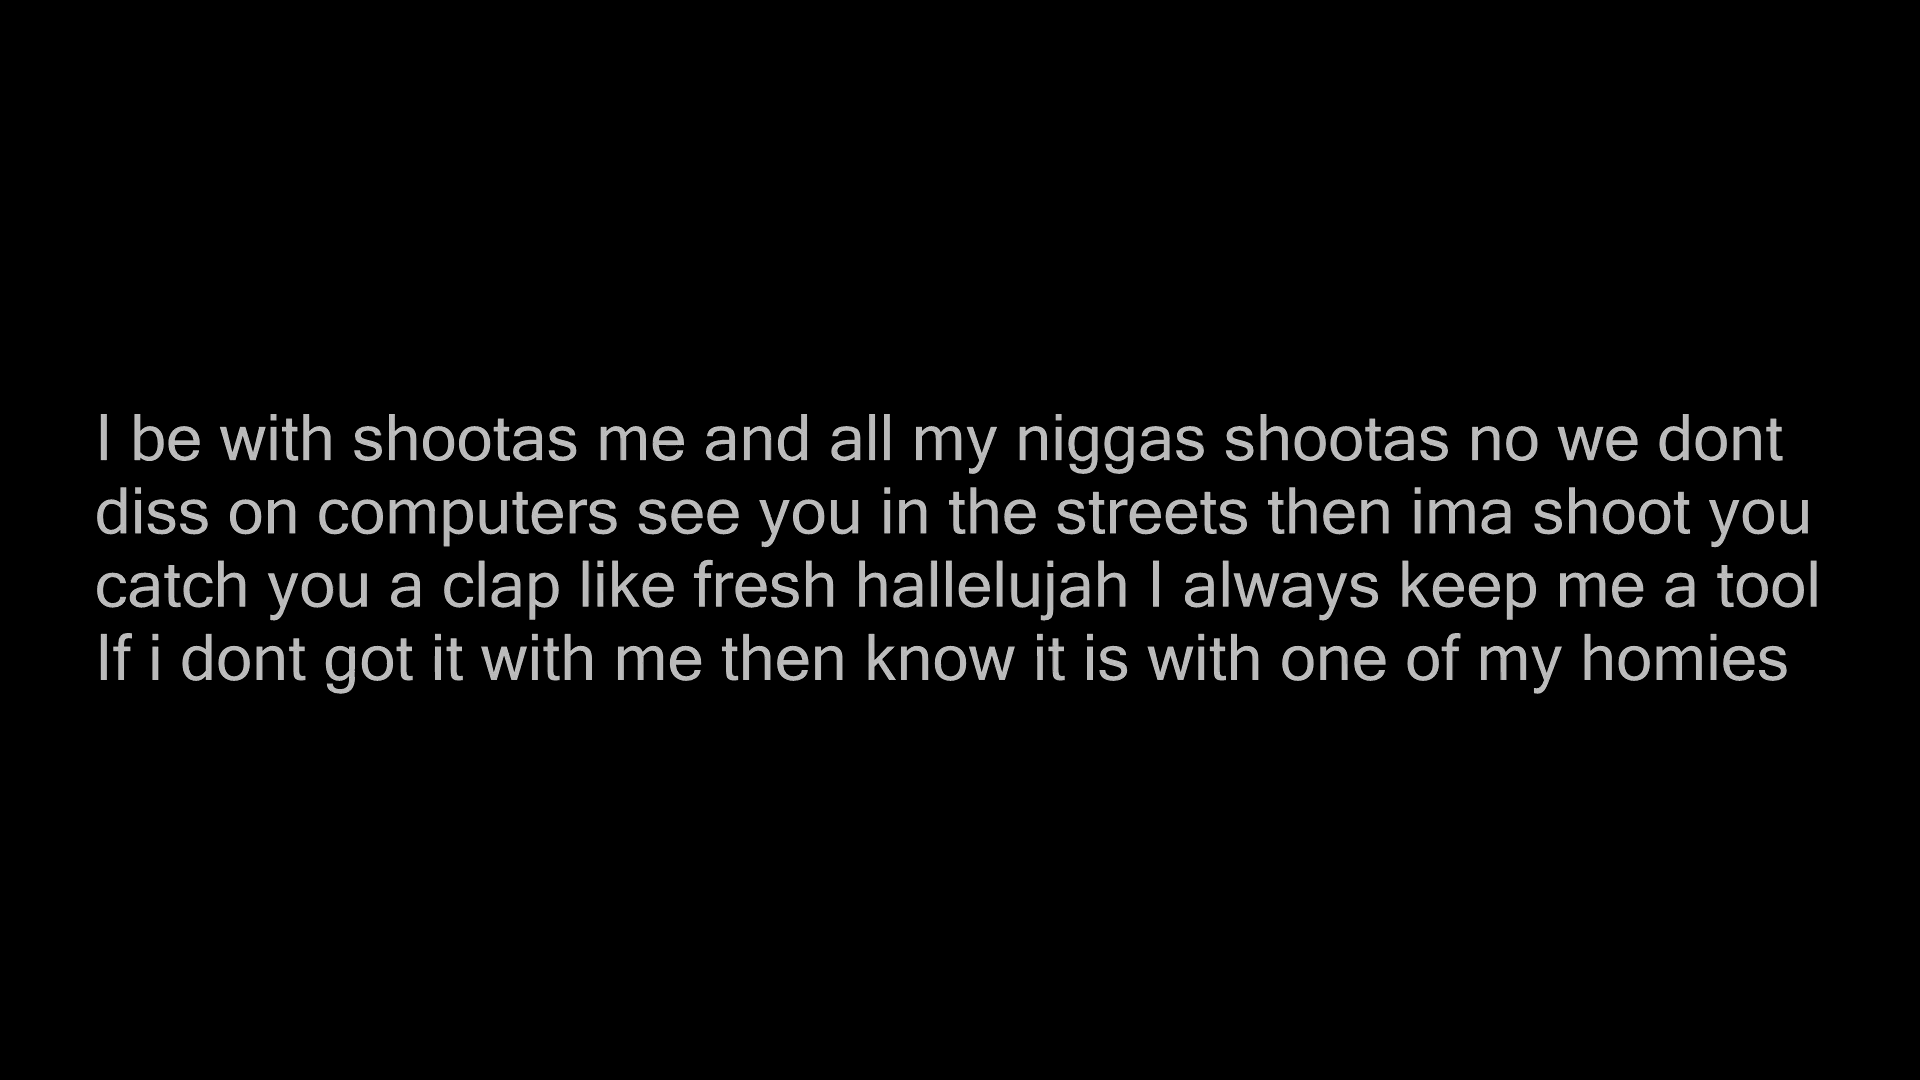 I be with shootas me and all my niggas shootas no we dont
diss on computers see you in the streets then ima shoot you
catch you a clap like fresh hallelujah I always keep me a tool
If i dont got it with me then know it is with one of my homies